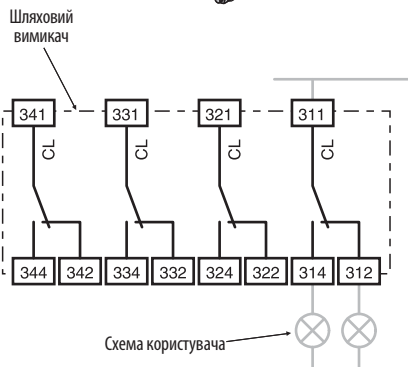 Шляховий
вимикач
341 331 321 311
CL CL CL CL
344 342 334 332 324 322 314 312
Схема користувача